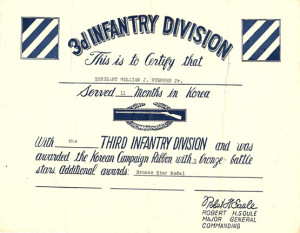 3d INFANTRY DIVISION
This is to Certify that
SERGEANT WILLIAM J. Jr.
Served 11 Months in Korea
With the THIRD INFANTRY DIVISION and was
awarded the Korean Campaign Ribbon with bronze battle
stars. additional awards: Bronze Star Medal
Robert H Soule
ROBERT H. SOULE
MAJOR GENERAL
COMMANDING